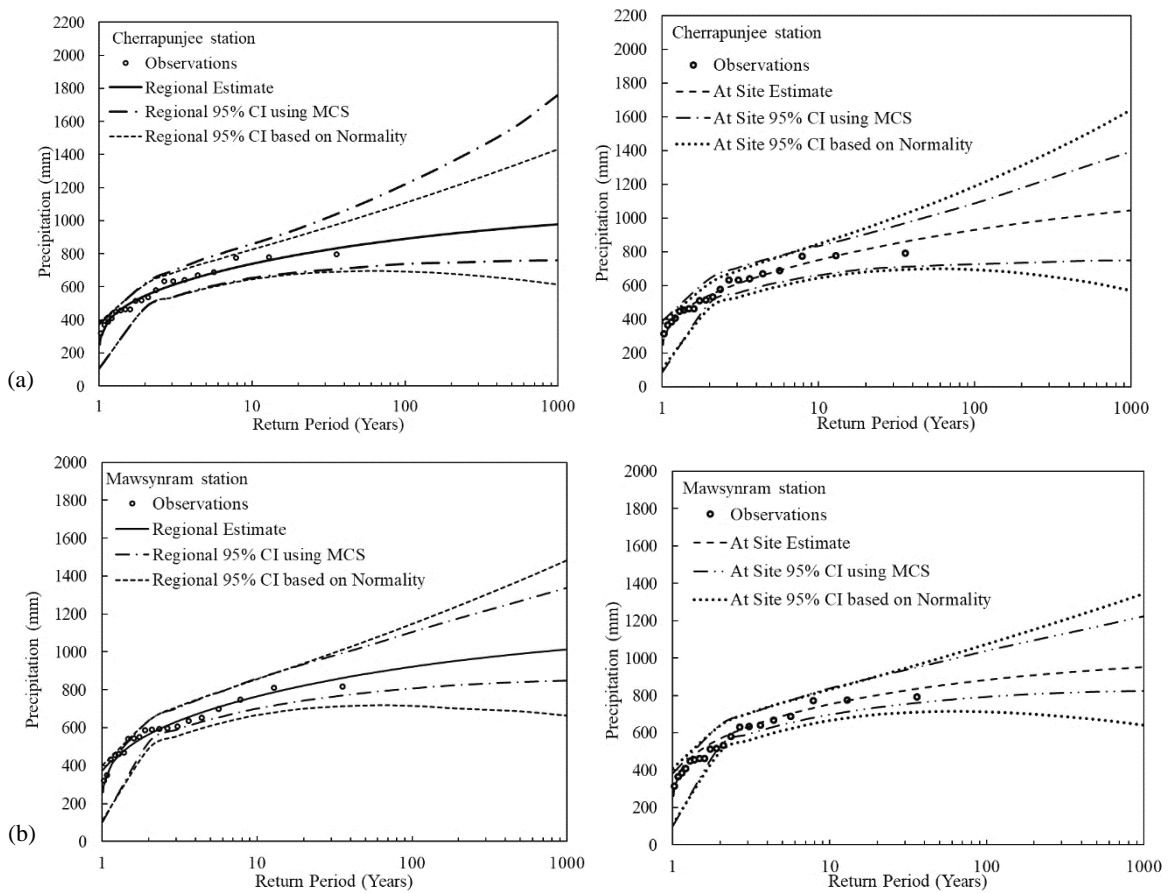 (a)
Precipitation (mm)
2200
2000
1800
1600
1400
1200
1000
800
600
400
200
0
Cherrapunjee station
Observations
Regional Estimate
Regional 95% CI using MCS
Regional 95% CI based on Normality
1 10 100 1000
Return Period (Years)
Precipitation (mm)
2200
2000
1800
1600
1400
1200
1000
800
600
400
200
0
Cherrapunjee station
Observations
At Site Estimate
At Site 95% CI using MCS
At Site 95% CI based on Normality
1 10 100 1000
Return Period (Years)
(b)
Precipitation (mm)
2000
1800
1600
1400
1200
1000
800
600
400
200
0
Mawsynram station
Observations
Regional Estimate
Regional 95% CI using MCS
Regional 95% CI based on Normality
1 10 100 1000
Return Period (Years)
Precipitation (mm)
2000
1800
1600
1400
1200
1000
800
600
400
200
0
Mawsynram station
Observations
At Site Estimate
At Site 95% CI using MCS
At Site 95% CI based on Normality
1 10 100 1000
Return Period (Years)